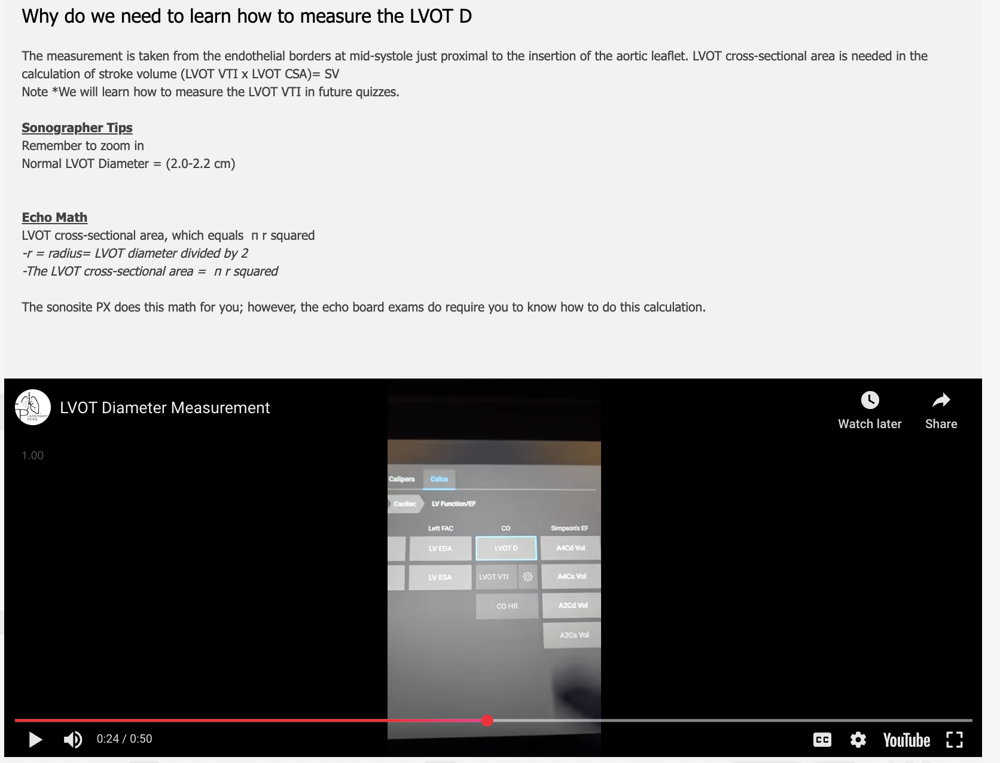 Why do we need to learn how to measure the LVOT D
The measurement is taken from the endothelial borders at mid-systole just proximal to the insertion of the aortic leaflet. LVOT cross-sectional area is needed in the
calculation of stroke volume (LVOT VTI x LVOT CSA)= SV
Note *We will learn how to measure the LVOT VTI in future quizzes.
Sonographer Tips
Remember to zoom in
Normal LVOT Diameter = (2.0-2.2 cm)
Echo Math
LVOT cross-sectional area, which equals  п r squared
-r = radius= LVOT diameter divided by 2
-The LVOT cross-sectional area =  п r squared
The sonosite PX does this math for you; however, the echo board exams do require you to know how to do this calculation.
PULMONARY
POCUS
LVOT Diameter Measurement
Watch later
Share
1.00
Calipers Calcs
Cardiac LV Function/EF
Left FAC CO Simpson's EF
LV EDA LVOT D A4Cd Vol
LV ESA LVOT VTI A4Cs Vol
CO HR A2Cd Vol
A2Cs Vol
0:24 / 0:50
CC
YouTube